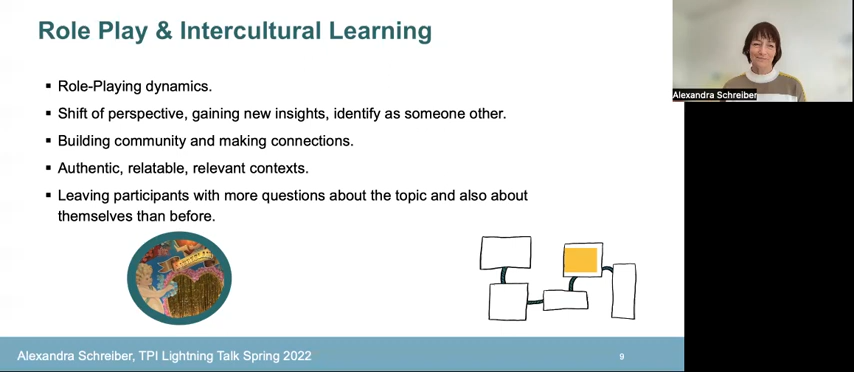 Role Play & Intercultural Learning
▪ Role-Playing dynamics.
▪ Shift of perspective, gaining new insights, identify as someone other.
▪ Building community and making connections.
▪ Authentic, relatable, relevant contexts.
▪ Leaving participants with more questions about the topic and also about
themselves than before.
Alexandra Schreiber, TPI Lightning Talk Spring 2022
9
Alexandra Schreiber